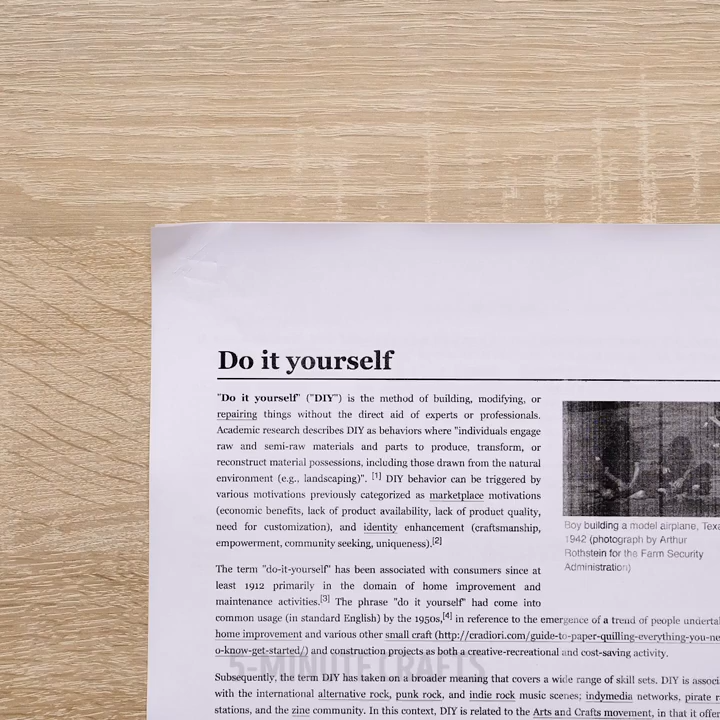 Do it yourself
"Do it yourself" ("DIY") is the method of building, modifying, or
repairing things without the direct aid of experts or professionals.
Academic research describes DIY as behaviors where "individuals engage
raw and semi-raw materials and parts to produce, transform, or
reconstruct material possessions, including those drawn from the natural
environment (e.g., landscaping)". [1] DIY behavior can be triggered by
various motivations previously categorized as marketplace motivations
(economic benefits, lack of product availability, lack of product quality,
need for customization), and identity enhancement (craftsmanship,
empowerment, community seeking, uniqueness).[2]
Boy building a model airplane, Texa
1942 (photograph by Arthur
Rothstein for the Farm Security
Administration)
The term "do-it-yourself" has been associated with consumers since at
least 1912 primarily in the domain of home improvement and
maintenance activities.[3] The phrase "do it yourself" had come into
common usage (in standard English) by the 1950s,[4] in reference to the emergence of a trend of people undertak
home improvement and various other small craft (http://cradiori.com/guide-to-paper-quilling-everything-you-ne
o-know-get-started/) and construction projects as both a creative-recreational and cost-saving activity.
5-MINUTE CRAFTS
Subsequently, the term DIY has taken on a broader meaning that covers a wide range of skill sets. DIY is associ
with the international alternative rock, punk rock, and indie rock music scenes; indymedia networks, pirate r
stations, and the zine community. In this context, DIY is related to the Arts and Crafts movement, in that it offer